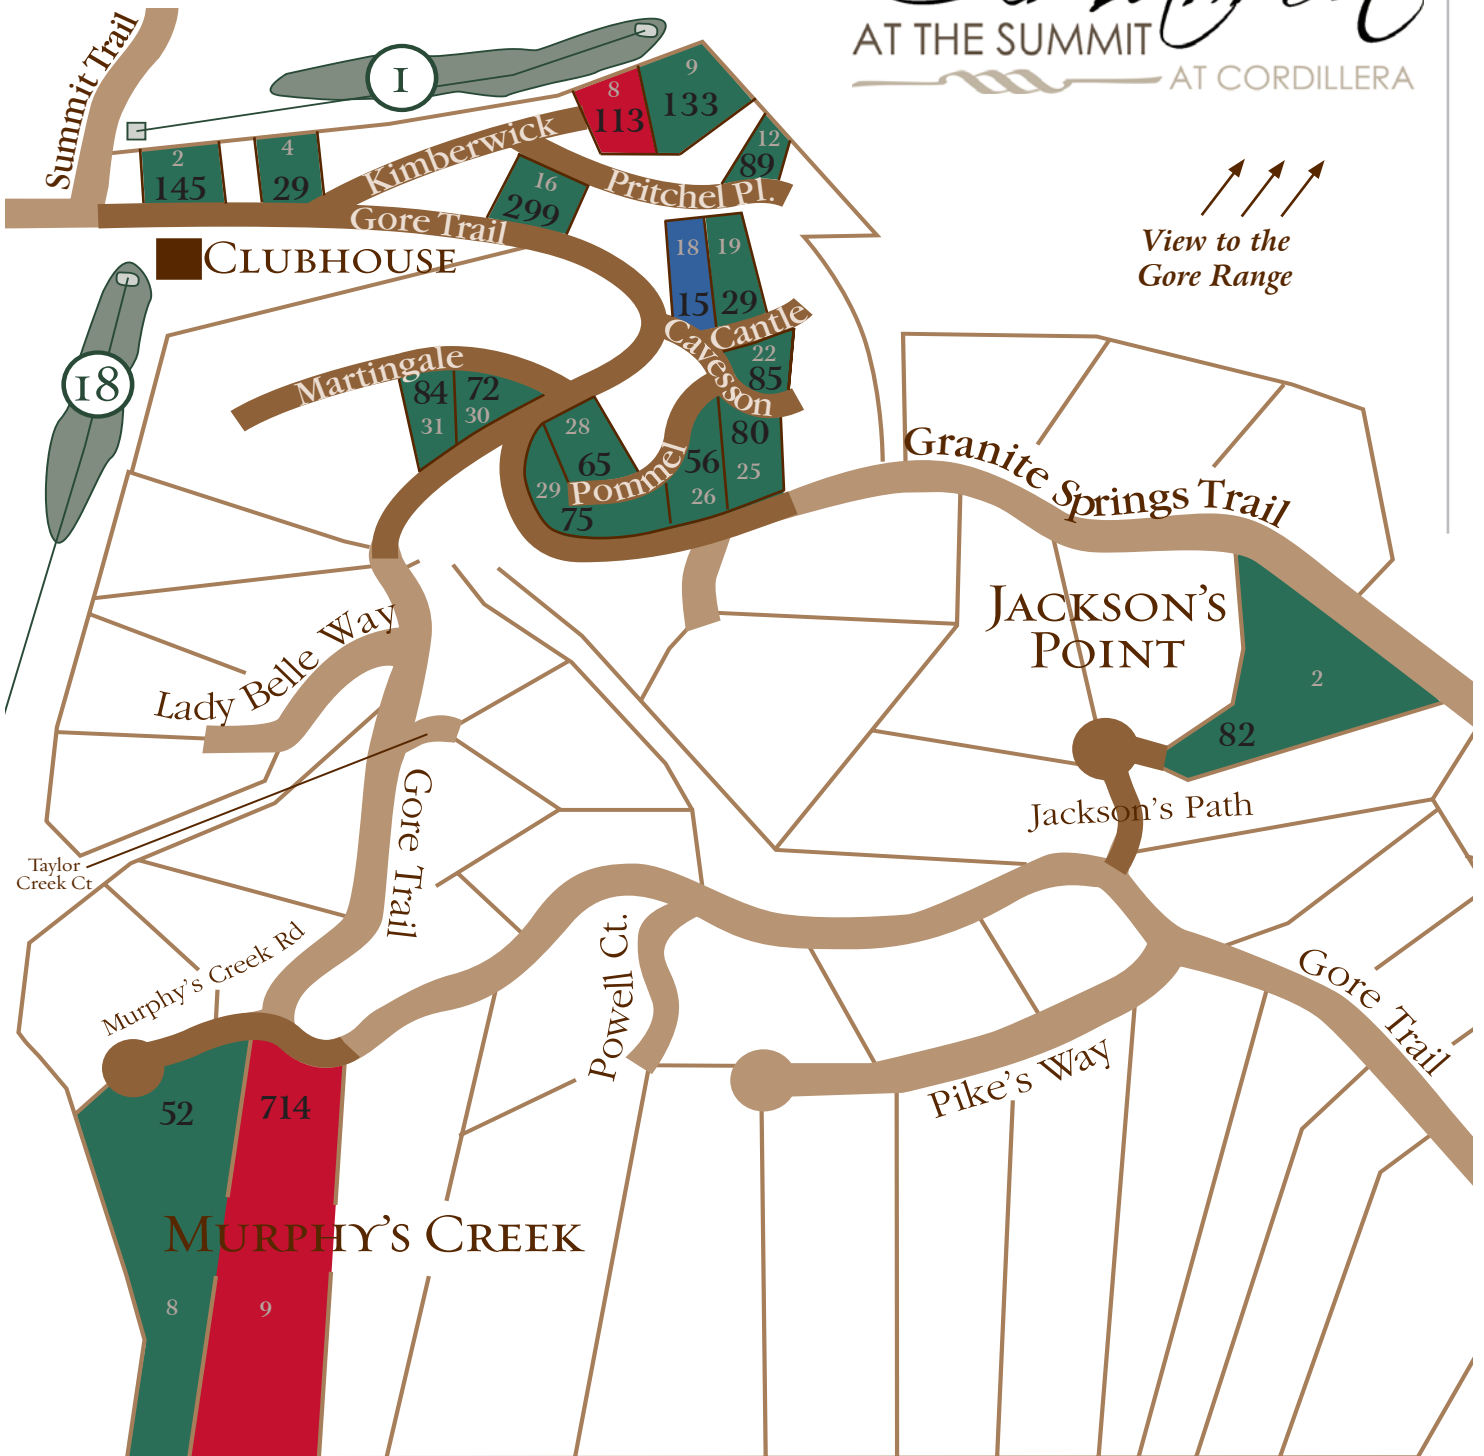 AT THE SUMMIT
AT CORDILLERA
Summit Trail
1
8
113
9
133
12
89
2
145
4
29
Kimberwick
16
299
Pritchel Pl.
Gore Trail
CLUBHOUSE
View to the
Gore Range
18
15
19
29
Cantle
Cavesson
22
85
18
Martingale
84
31
72
30
28
65
29
75
Pommel
56
26
80
25
Granite Springs Trail
JACKSON'S
POINT
2
82
Jackson's Path
Lady Belle Way
Gore Trail
Taylor
Creek Ct
Murphy's Creek Rd
Powell Ct.
Pike's Way
Gore Trail
52
714
MURPHY'S CREEK
8
9